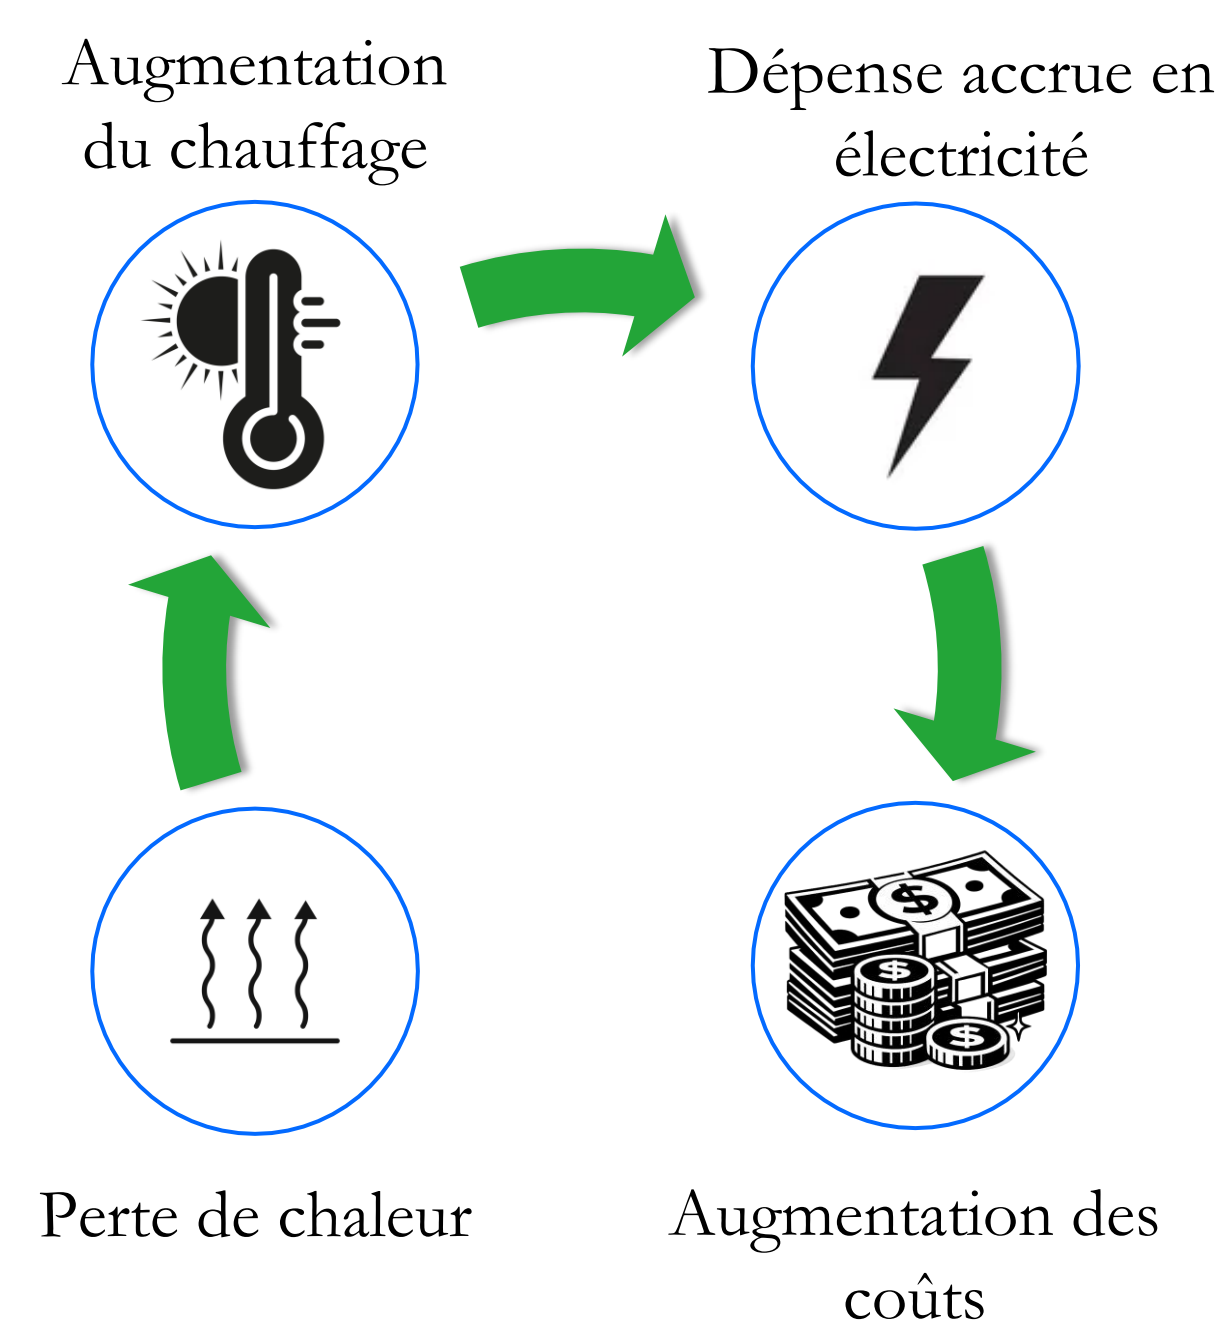 Augmentation
du chauffage
Dépense accrue en
électricité
Perte de chaleur
Augmentation des
coûts